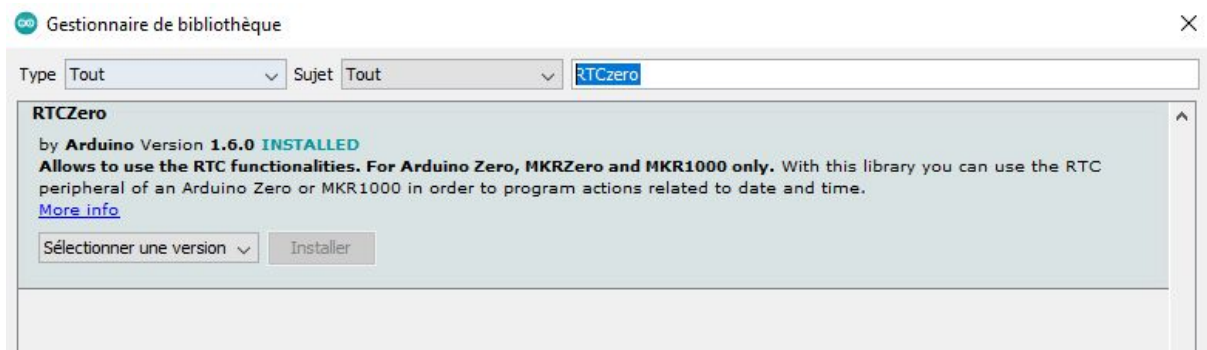 Gestionnaire de bibliothèque
Type Tout Sujet Tout RTCzero
RTCZero
by Arduino Version 1.6.0 INSTALLED
Allows to use the RTC functionalities. For Arduino Zero, MKRZero and MKR1000 only. With this library you can use the RTC
peripheral of an Arduino Zero or MKR1000 in order to program actions related to date and time.
More info
Sélectionner une version Installer